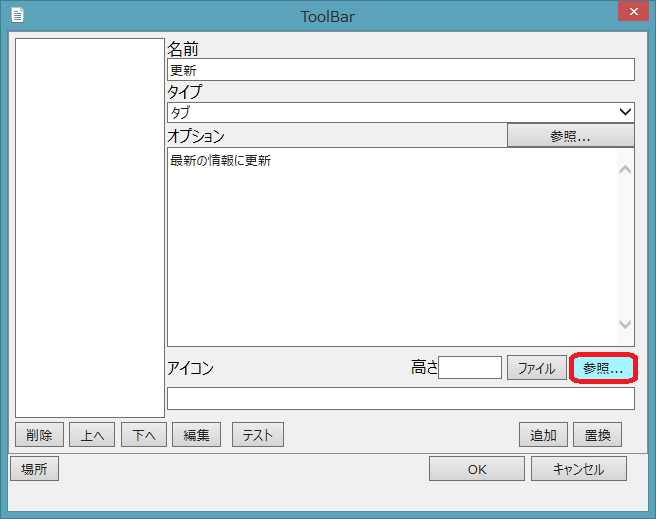 ToolBar
名前
更新
タイプ
タブ
オプション 参照...
最新の情報に更新
アイコン 高さ ファイル 参照...
削除 上へ 下へ 編集 テスト 追加 置換
場所 OK キャンセル